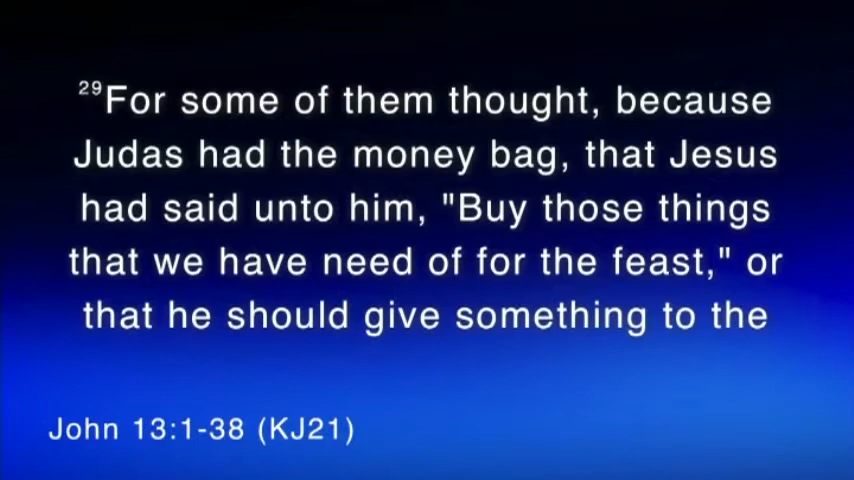 29For some of them thought, because
Judas had the money bag, that Jesus
had said unto him, "Buy those things
that we have need of for the feast," or
that he should give something to the
John 13:1-38 (KJ21)